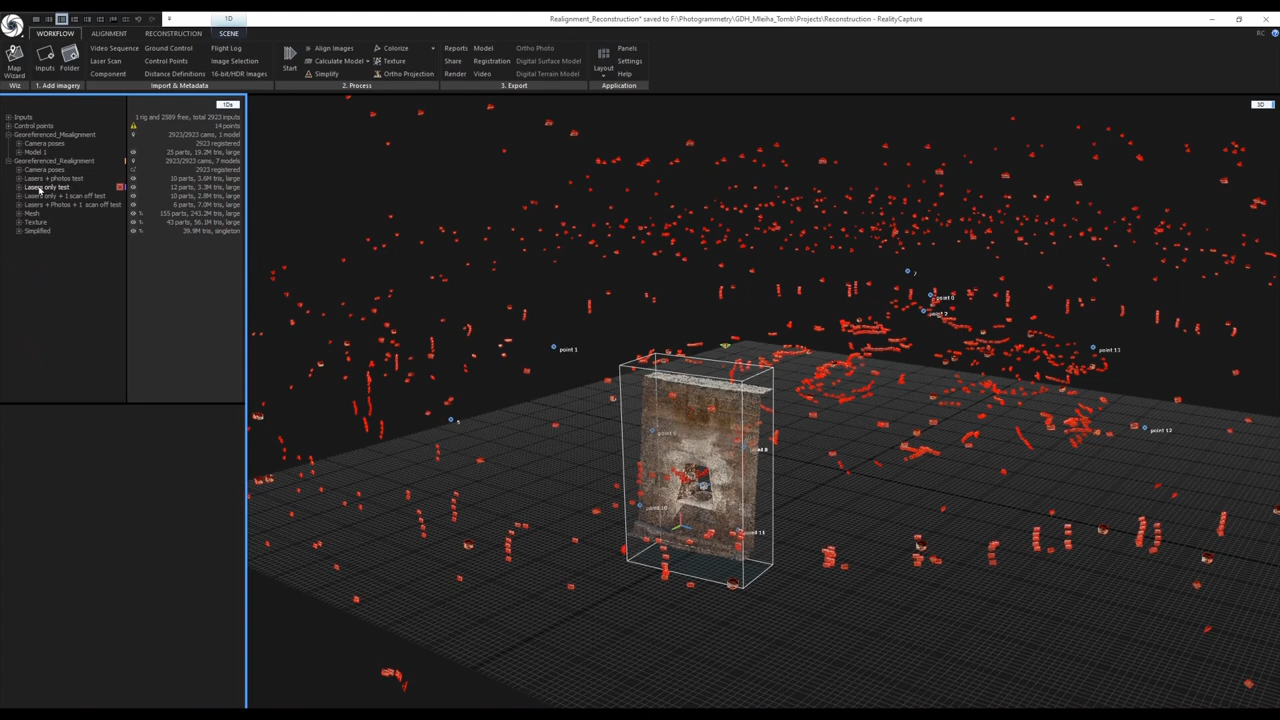 1D
Realignment_Reconstruction* saved to F:\Photogrammetry\GDH_Mleiha_Tomb\Projects\Reconstruction - RealityCapture
WORKFLOW ALIGNMENT RECONSTRUCTION SCENE
RC
Map Wizard
Inputs
Folder
Video Sequence Ground Control Flight Log
Laser Scan Control Points Image Selection
Component Distance Definitions 16-bit/HDR Images
Start
Align Images Colorize
Calculate Model Texture
Simplify Ortho Projection
Reports Model Ortho Photo
Share Registration Digital Surface Model
Render Video Digital Terrain Model
Layout
Panels
Settings
Help
Wiz 1. Add imagery Import & Metadata 2. Process 3. Export Application
1Ds
3D
Inputs 1 rig and 2589 free, total 2923 inputs
Control points 14 points
Georeferenced_Misalignment 2923/2923 cams, 1 model
Camera poses 2923 registered
Model 1 25 parts, 19.2M tris, large
Georeferenced_Realignment 2923/2923 cams, 7 models
Camera poses 2923 registered
Lasers + photos test 10 parts, 3.6M tris, large
Lasers only test 12 parts, 3.3M tris, large
Lasers only + 1 scan off test 10 parts, 2.8M tris, large
Lasers + Photos + 1 scan off test 6 parts, 7.0M tris, large
Mesh 155 parts, 243.2M tris, large
Texture 43 parts, 56.1M tris, large
Simplified 39.9M tris, singleton
7
point 0
point 2
point 1
point 13
5
point 12
point 10
point 11